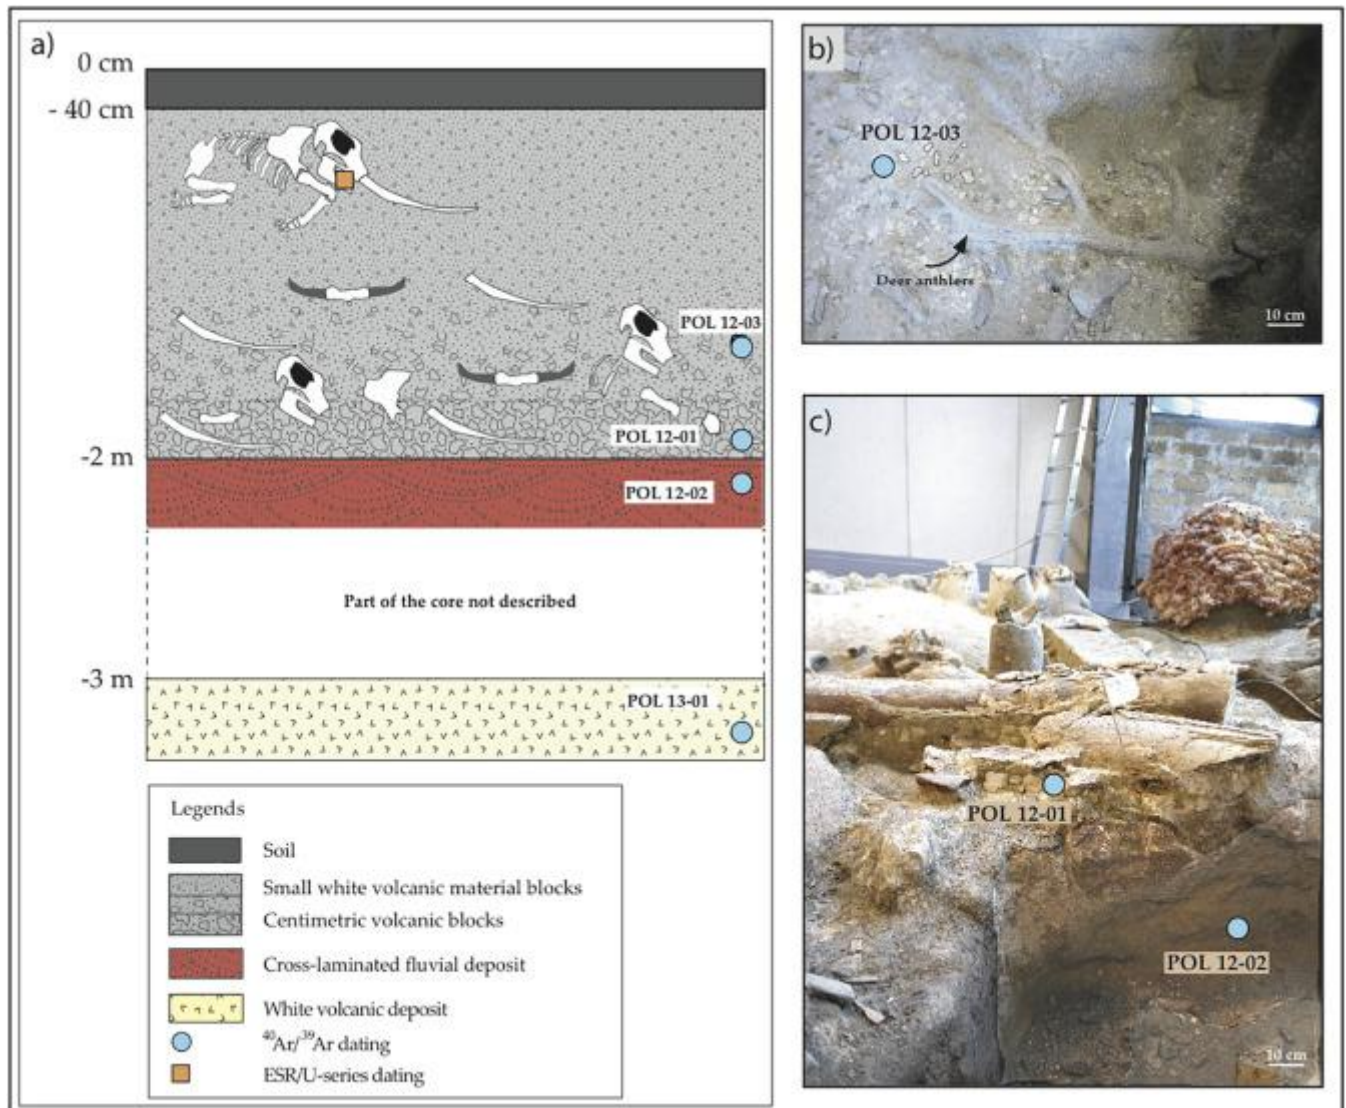 a)
0 cm
- 40 cm
POL 12-03
POL 12-01
-2 m
POL 12-02
Part of the core not described
-3 m
POL 13-01
Legends
Soil
Small white volcanic material blocks
Centimetric volcanic blocks
Cross-laminated fluvial deposit
White volcanic deposit
⁴⁰Ar/³⁹Ar dating
ESR/U-series dating
b)
POL 12-03
Deer anthlers
10 cm
c)
POL 12-01
POL 12-02
10 cm